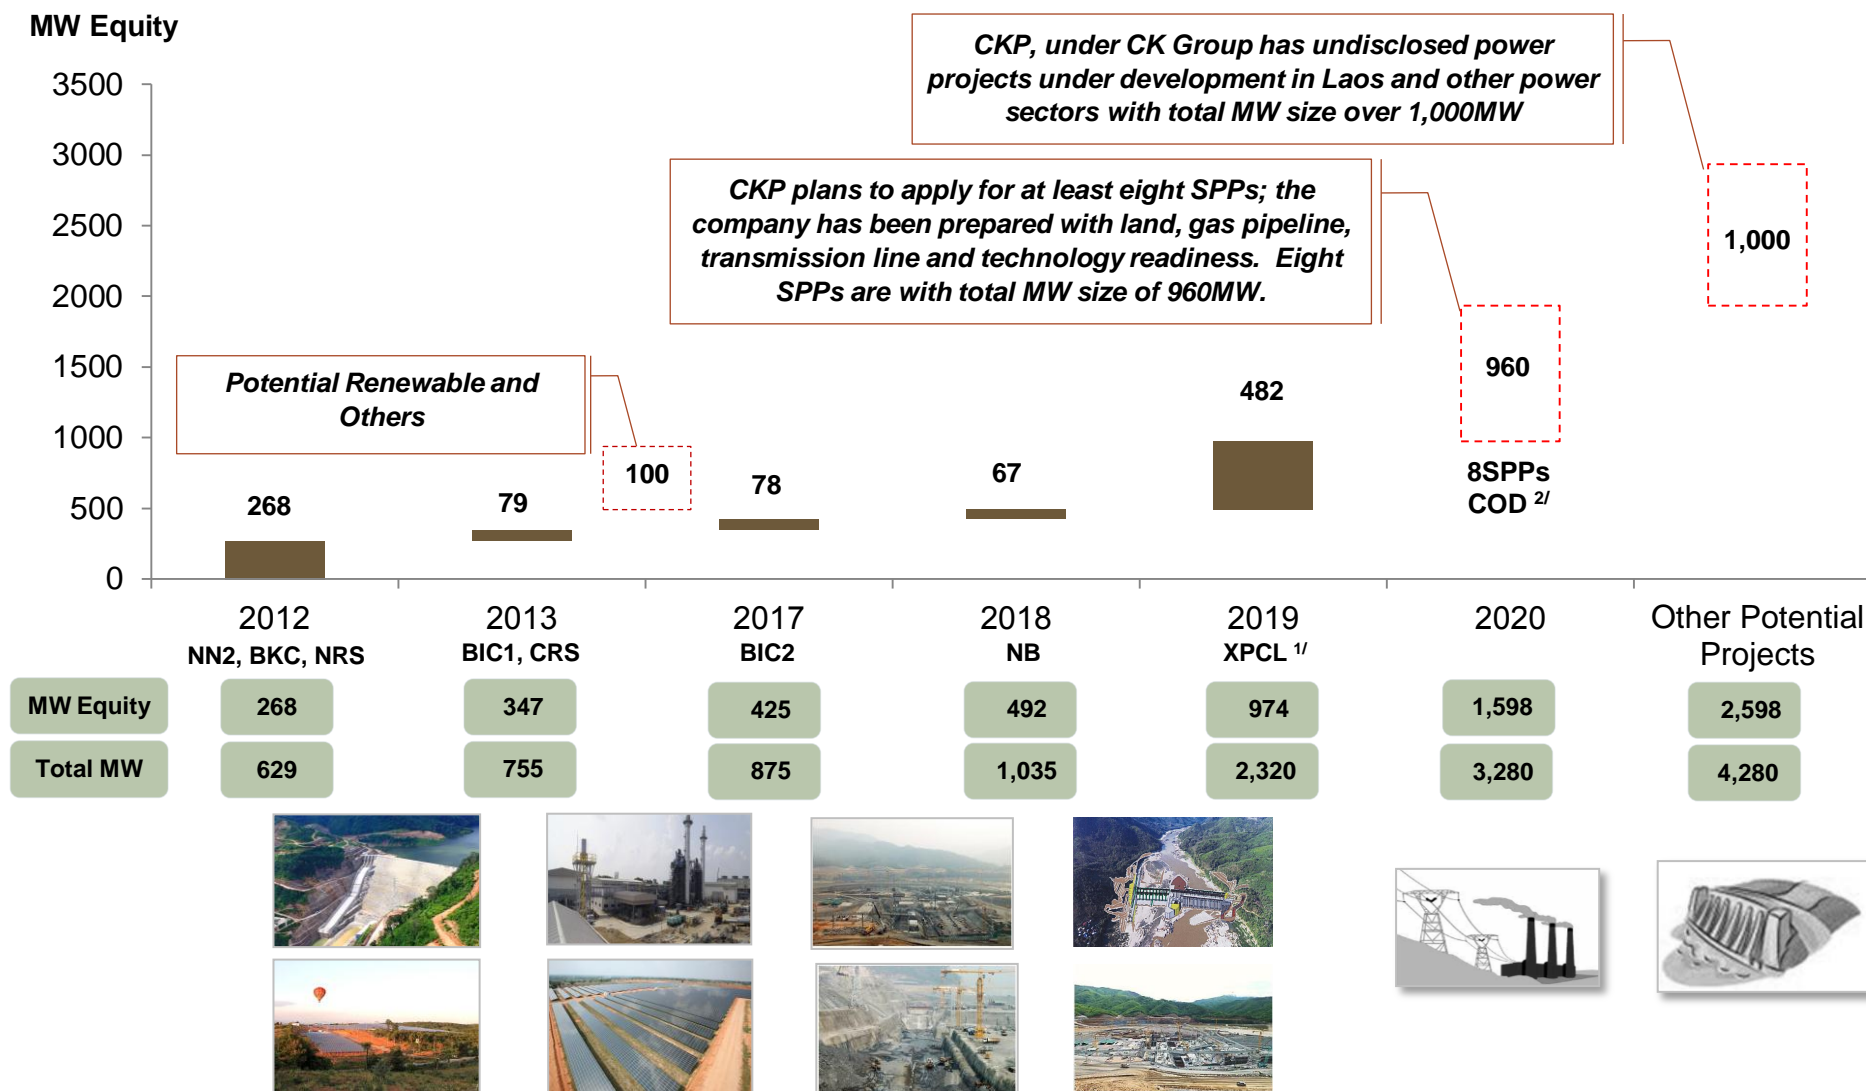 MW Equity
CKP, under CK Group has undisclosed power
projects under development in Laos and other power
sectors with total MW size over 1,000MW
CKP plans to apply for at least eight SPPs; the
company has been prepared with land, gas pipeline,
transmission line and technology readiness. Eight
SPPs are with total MW size of 960MW.
Potential Renewable and
Others
3500
3000
2500
2000
1500
1000
500
0
268
79
100
78
67
482
960
1,000
8SPPs
COD 2/
2012
NN2, BKC, NRS
2013
BIC1, CRS
2017
BIC2
2018
NB
2019
XPCL 1/
2020
Other Potential
Projects
MW Equity 268 347 425 492 974 1,598 2,598
Total MW 629 755 875 1,035 2,320 3,280 4,280